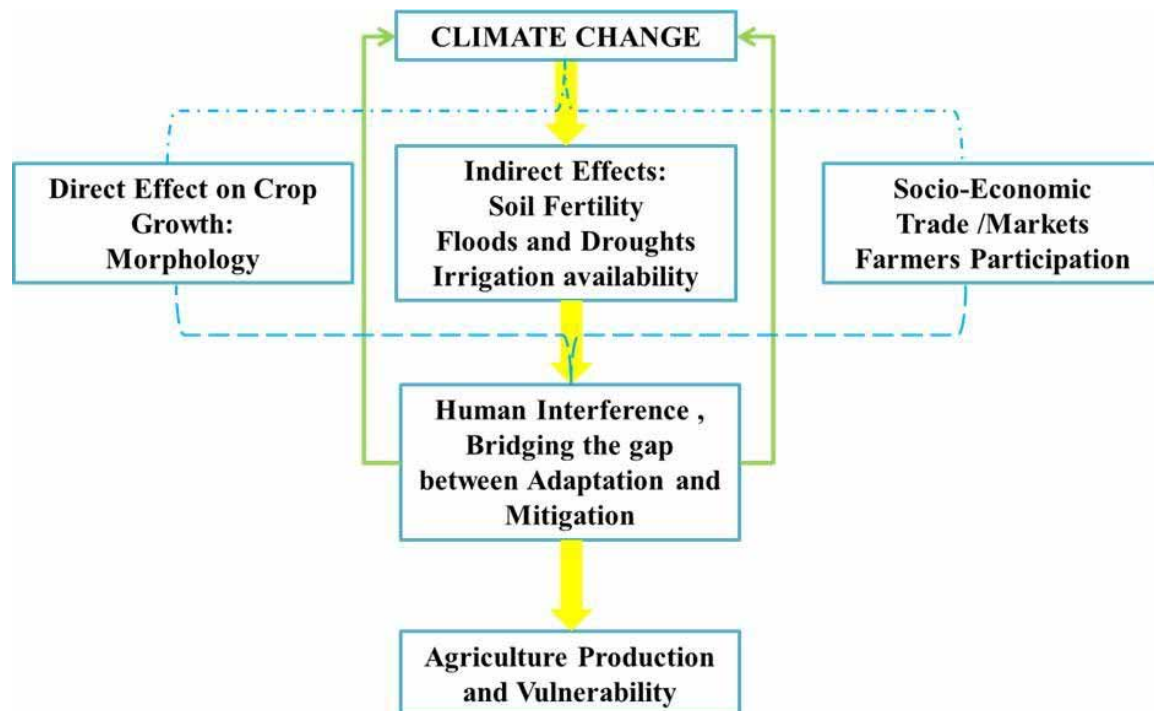 CLIMATE CHANGE
Direct Effect on Crop
Growth:
Morphology
Indirect Effects:
Soil Fertility
Floods and Droughts
Irrigation availability
Socio-Economic
Trade /Markets
Farmers Participation
Human Interference ,
Bridging the gap
between Adaptation and
Mitigation
Agriculture Production
and Vulnerability